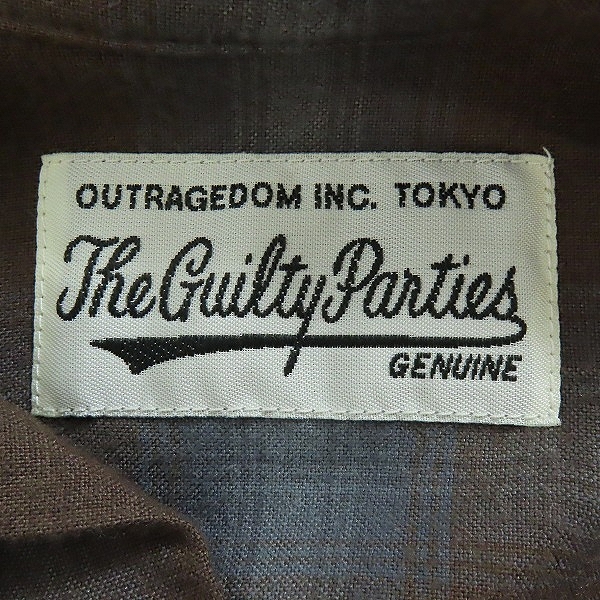 OUTRAGEDOM INC. TOKYO
The Guilty Parties
GENUINE